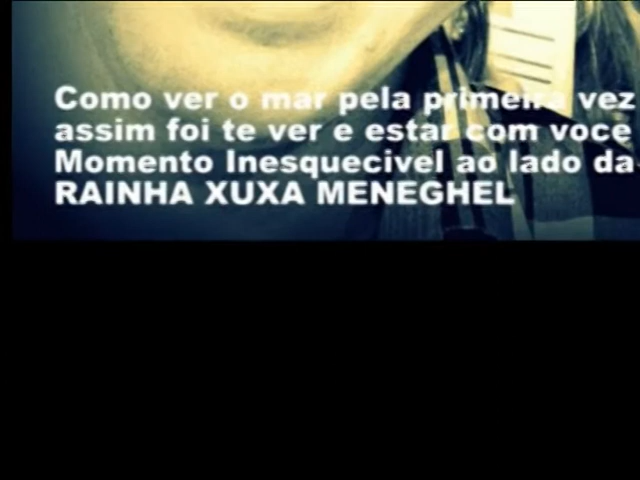 Como ver o mar pela primeira vez
assim foi te ver e estar com voce
Momento Inesquecivel ao lado da
RAINHA XUXA MENEGHEL